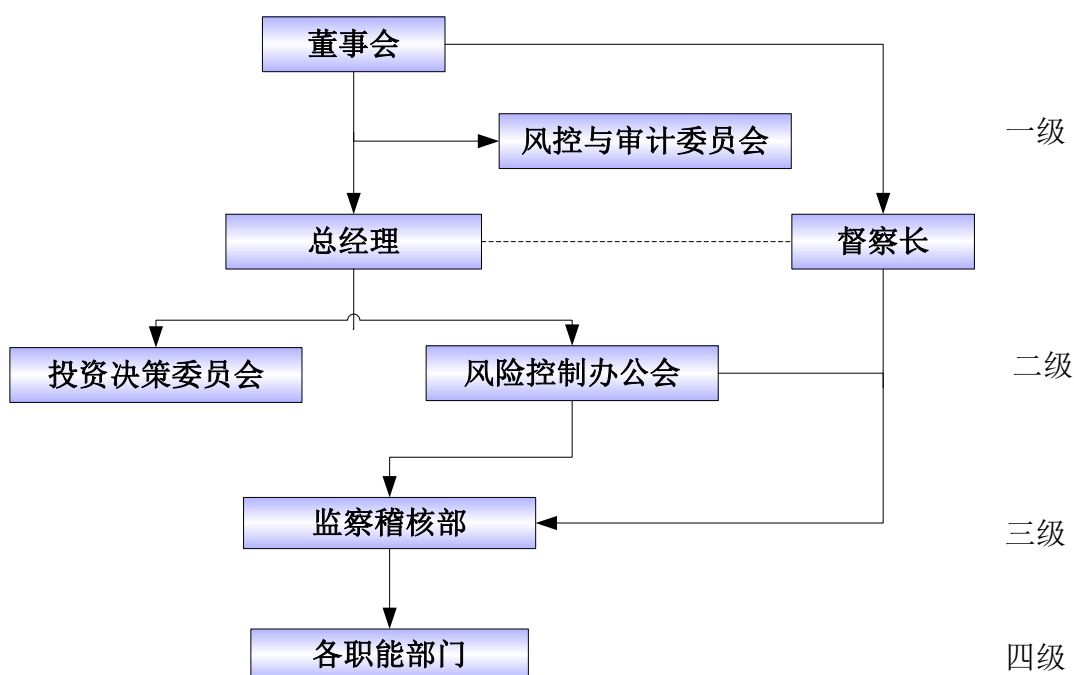 董事会
风控与审计委员会
一级
总经理
督察长
投资决策委员会
风险控制办公会
二级
监察稽核部
三级
各职能部门
四级